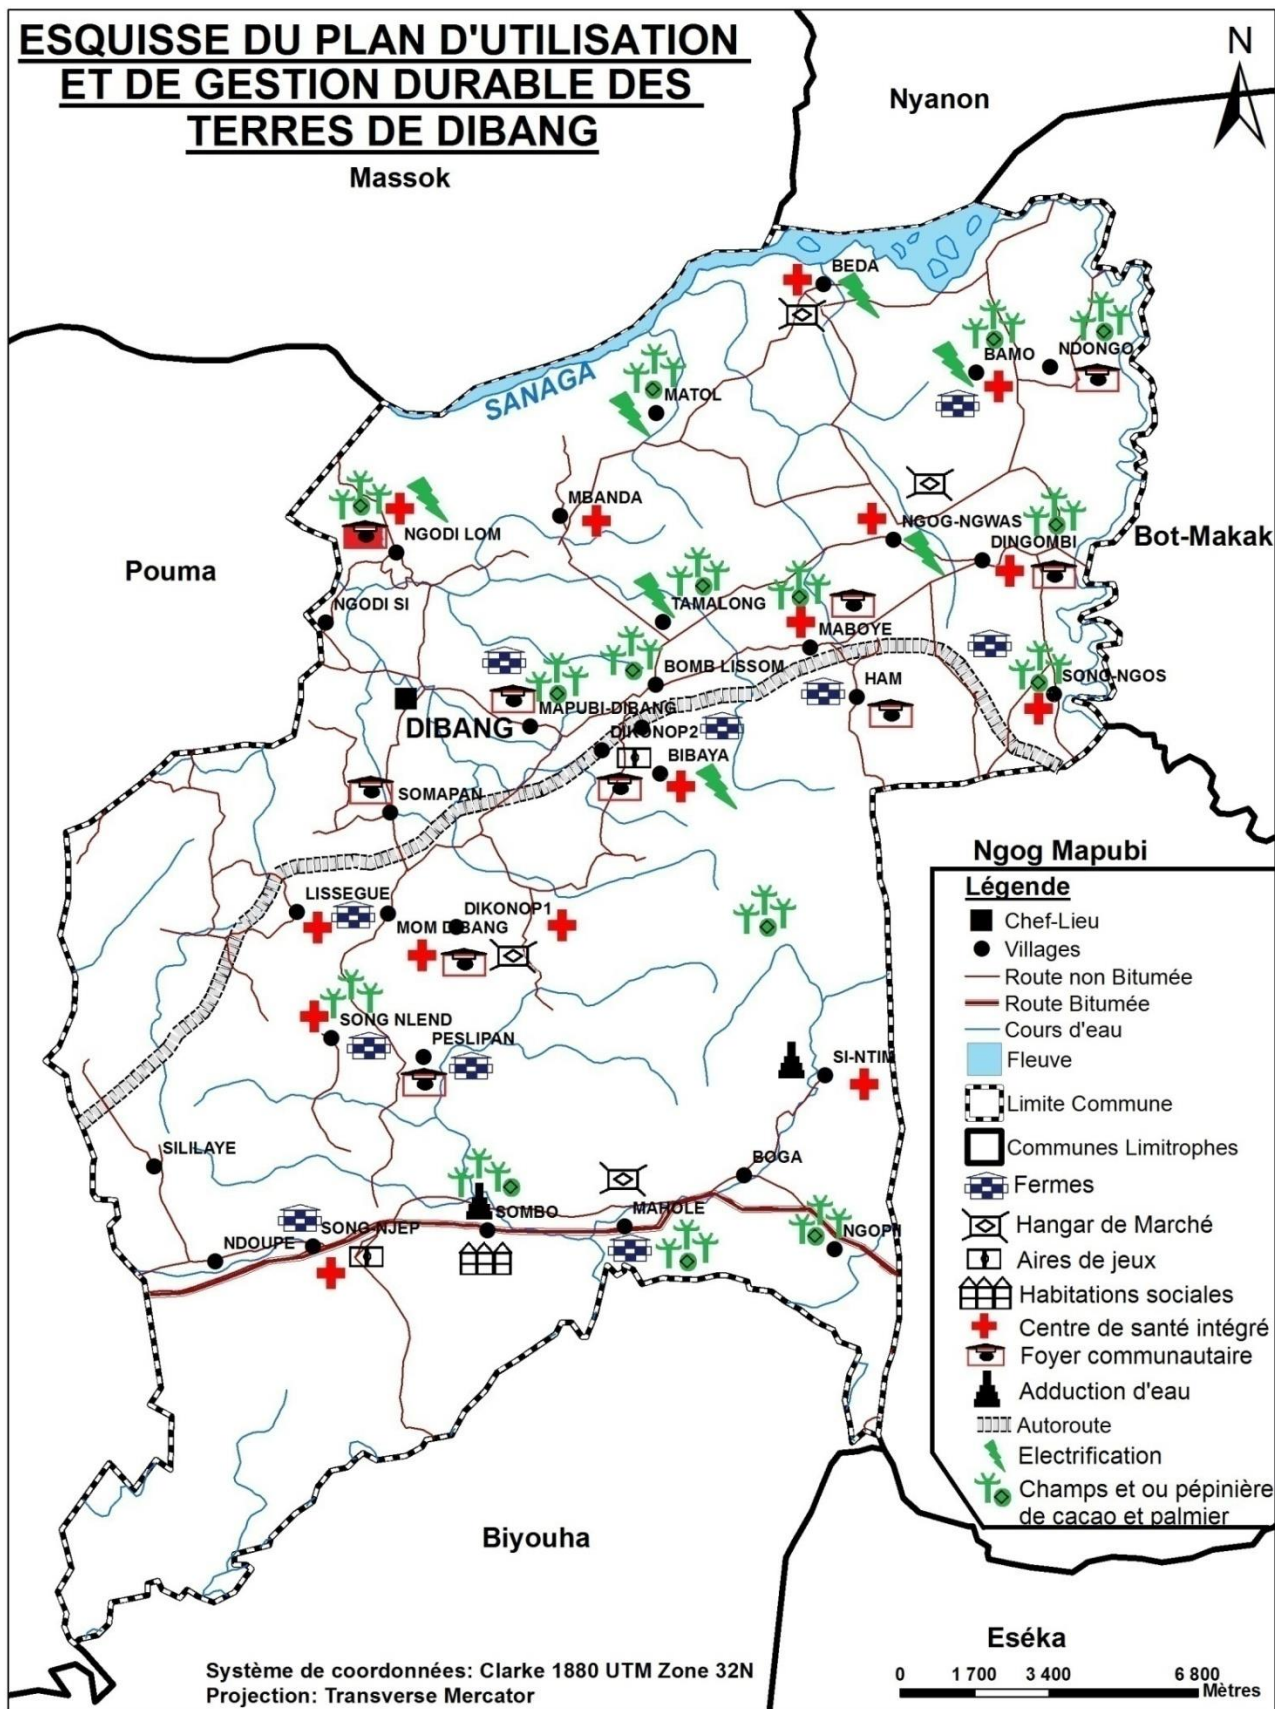 ESQUISSE DU PLAN D'UTILISATION
ET DE GESTION DURABLE DES
TERRES DE DIBANG
N
Nyanon
Massok
BEDA
BAMO
NDONGO
SANAGA
MATOL
MBANDA
NGOG-NGWAS
NGODI LOM
DINGOMBI
Bot-Makak
Pouma
NGODI SI
TAMALONG
MABOYE
BOMB LISSOM
HAM
SONG-NGOS
MAPUBI-DIBANG
DIBANG
DIKONOP2
BIBAYA
SOMAPAN
Ngog Mapubi
LISSEGUE
DIKONOP1
MOM DIBANG
SONG NLEND
PESLIPAN
SI-NTIM
SILILAYE
BOGA
SOMBO
MAHOLE
SONG-NJEP
NDOUPE
NGOPII
Légende
Chef-Lieu
Villages
Route non Bitumée
Route Bitumée
Cours d'eau
Fleuve
Limite Commune
Communes Limitrophes
Fermes
Hangar de Marché
Aires de jeux
Habitations sociales
Centre de santé intégré
Foyer communautaire
Adduction d'eau
Autoroute
Electrification
Champs et ou pépinière
de cacao et palmier
Biyouha
Eséka
Système de coordonnées: Clarke 1880 UTM Zone 32N
Projection: Transverse Mercator
0 1 700 3 400 6 800
Mètres